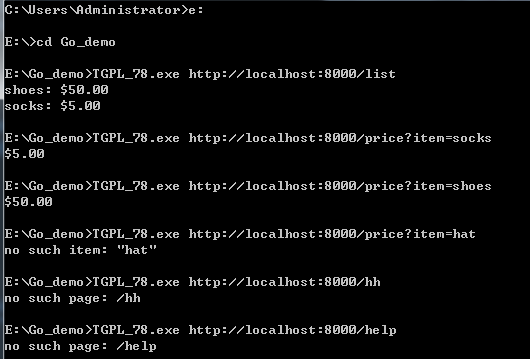 C:\Users\Administrator>e:
E:\>cd Go_demo
E:\Go_demo>TGPL_78.exe http://localhost:8000/list
shoes: $50.00
socks: $5.00
E:\Go_demo>TGPL_78.exe http://localhost:8000/price?item=socks
$5.00
E:\Go_demo>TGPL_78.exe http://localhost:8000/price?item=shoes
$50.00
E:\Go_demo>TGPL_78.exe http://localhost:8000/price?item=hat
no such item: "hat"
E:\Go_demo>TGPL_78.exe http://localhost:8000/hh
no such page: /hh
E:\Go_demo>TGPL_78.exe http://localhost:8000/help
no such page: /help